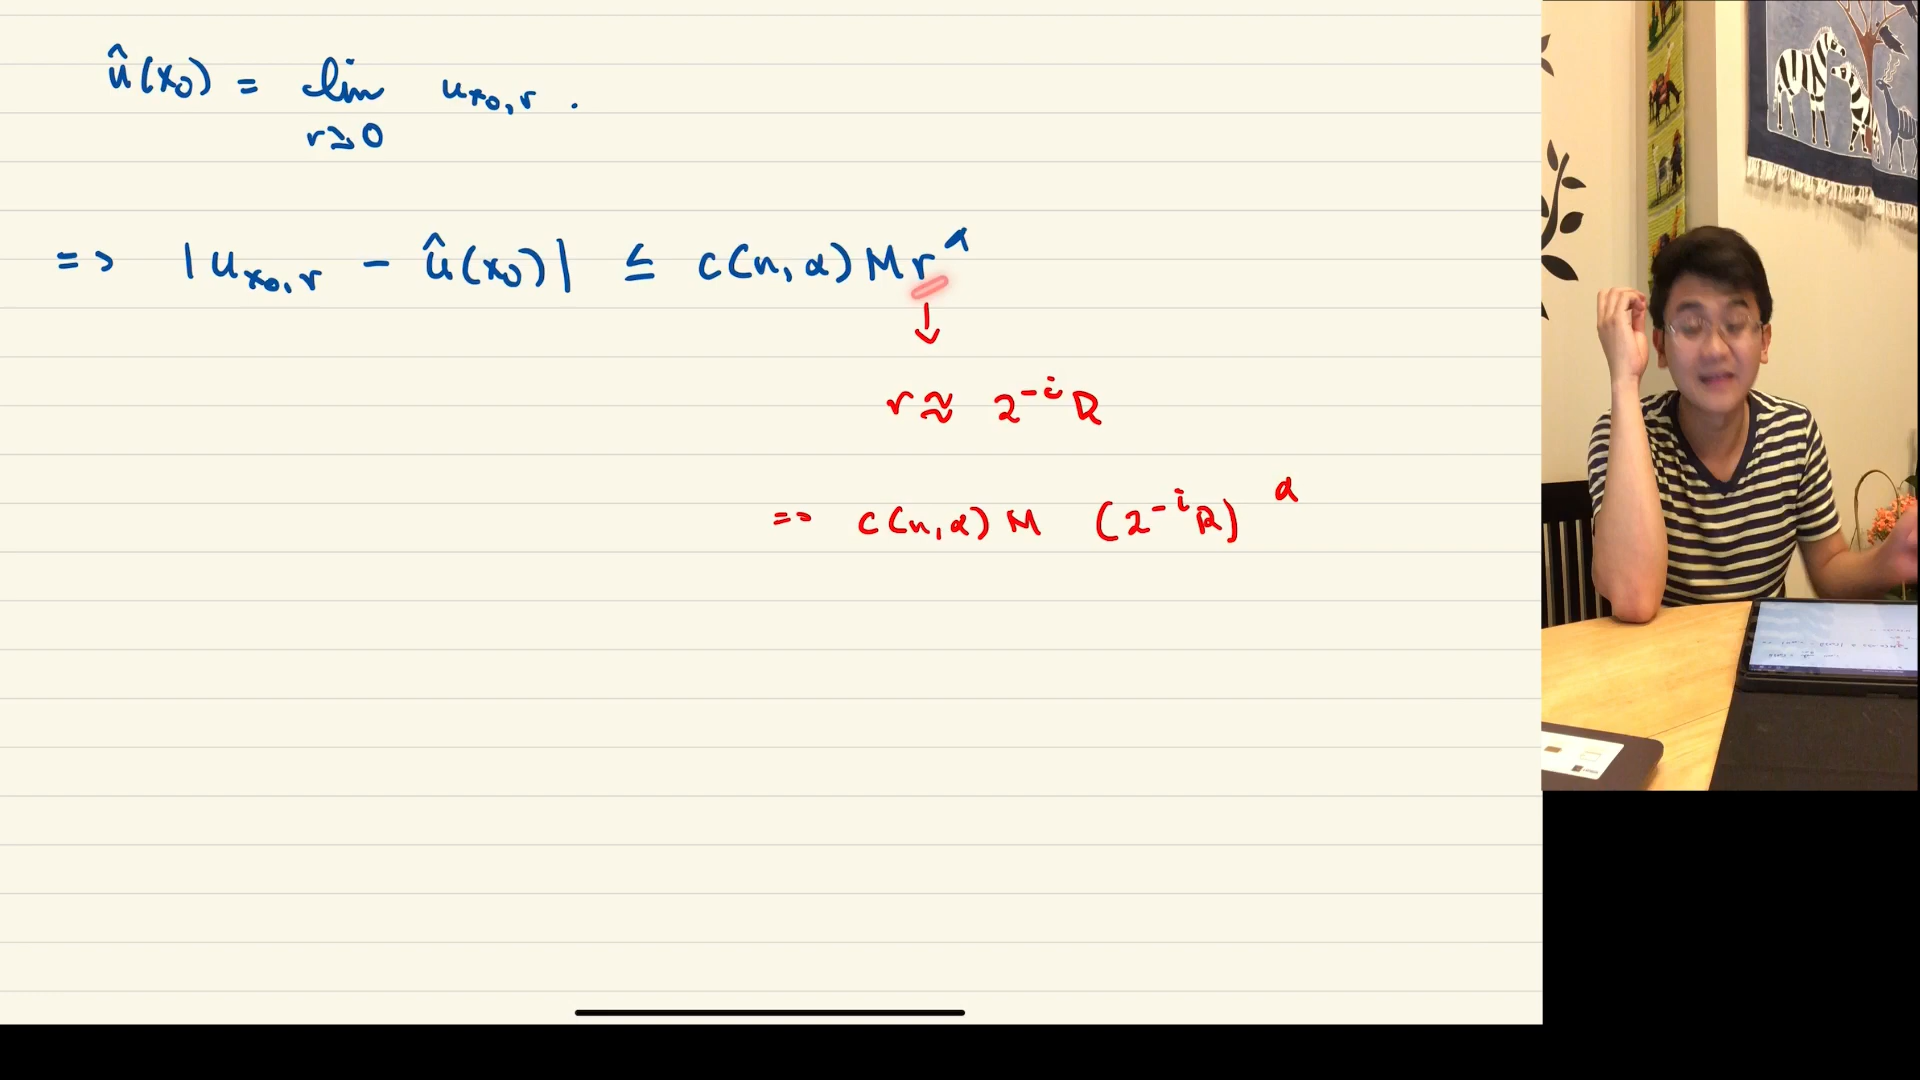 û(x₀) = lim u_{x₀,r} .
r↘0
=> |u_{x₀,r} - û(x₀)| ≤ c(n,α) M r^α
↓
r ≈ 2^{-i} R
=> c(n,α) M (2^{-i} R)^α